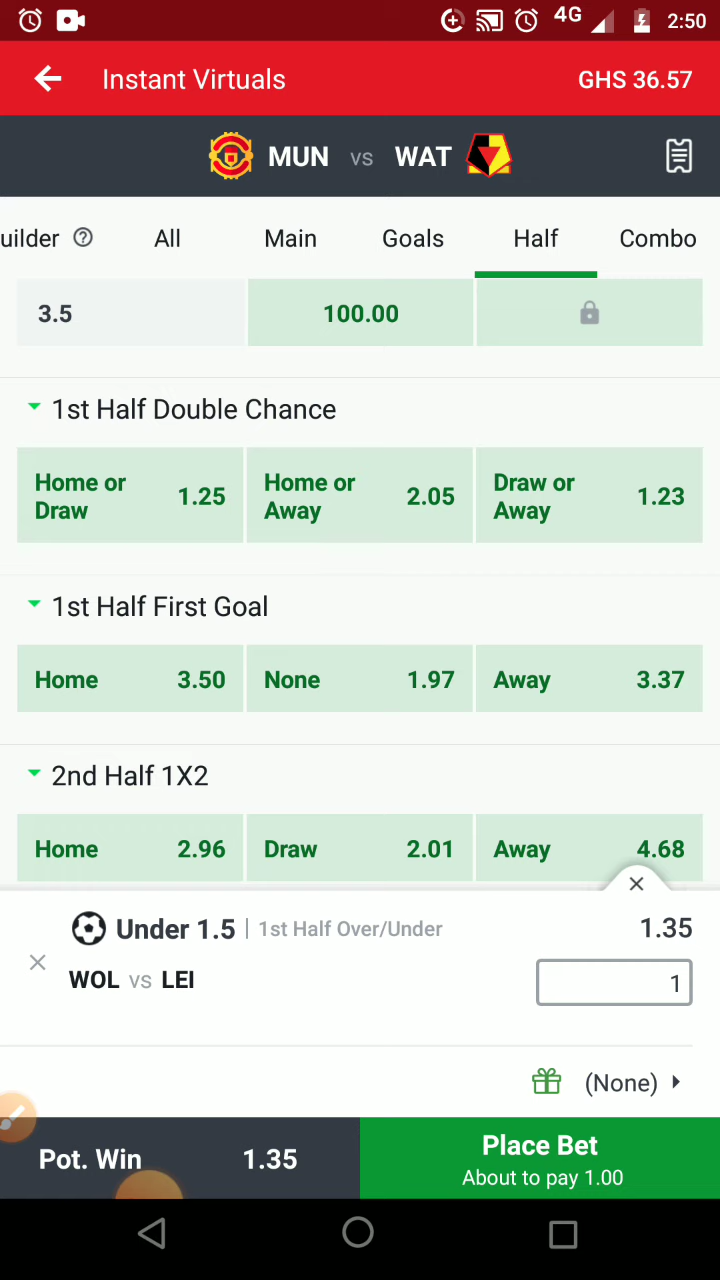 4G 2:50
Instant Virtuals GHS 36.57
MUN vs WAT
uilder ? All Main Goals Half Combo
3.5 100.00
1st Half Double Chance
Home or Draw 1.25 Home or Away 2.05 Draw or Away 1.23
1st Half First Goal
Home 3.50 None 1.97 Away 3.37
2nd Half 1X2
Home 2.96 Draw 2.01 Away 4.68
Under 1.5 | 1st Half Over/Under 1.35
WOL vs LEI 1
(None)
Pot. Win 1.35 Place Bet
About to pay 1.00